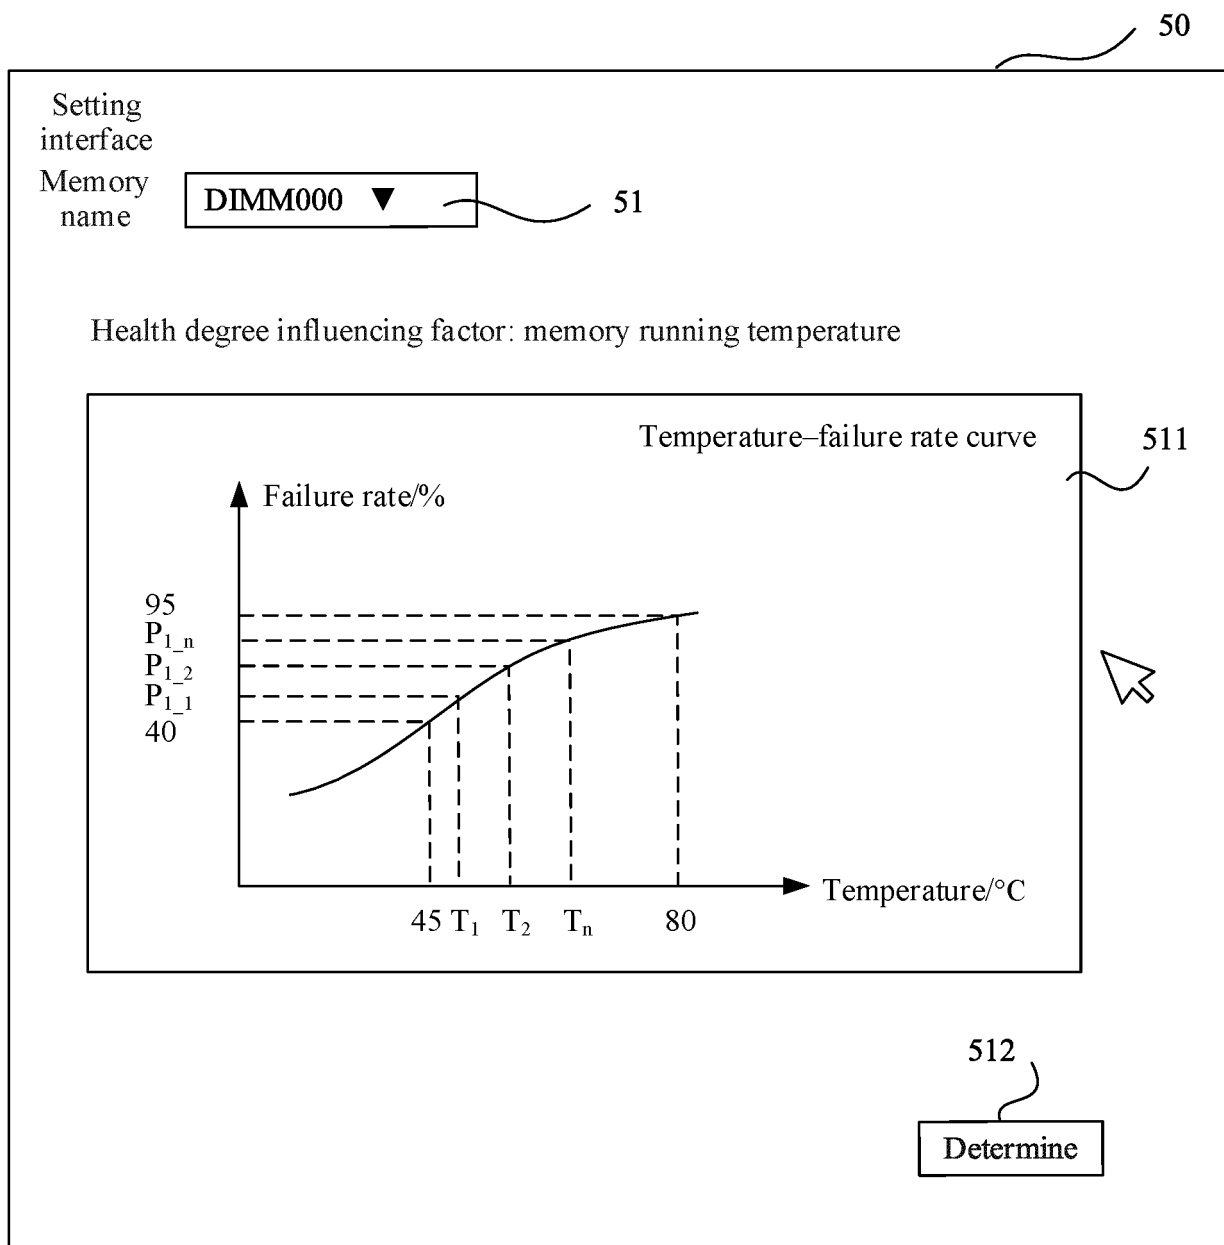 50
Setting
interface
Memory
name
DIMM000 ▼
51
Health degree influencing factor: memory running temperature
Temperature–failure rate curve
511
Failure rate/%
95
P1_n
P1_2
P1_1
40
Temperature/°C
45 T1 T2 Tn 80
512
Determine